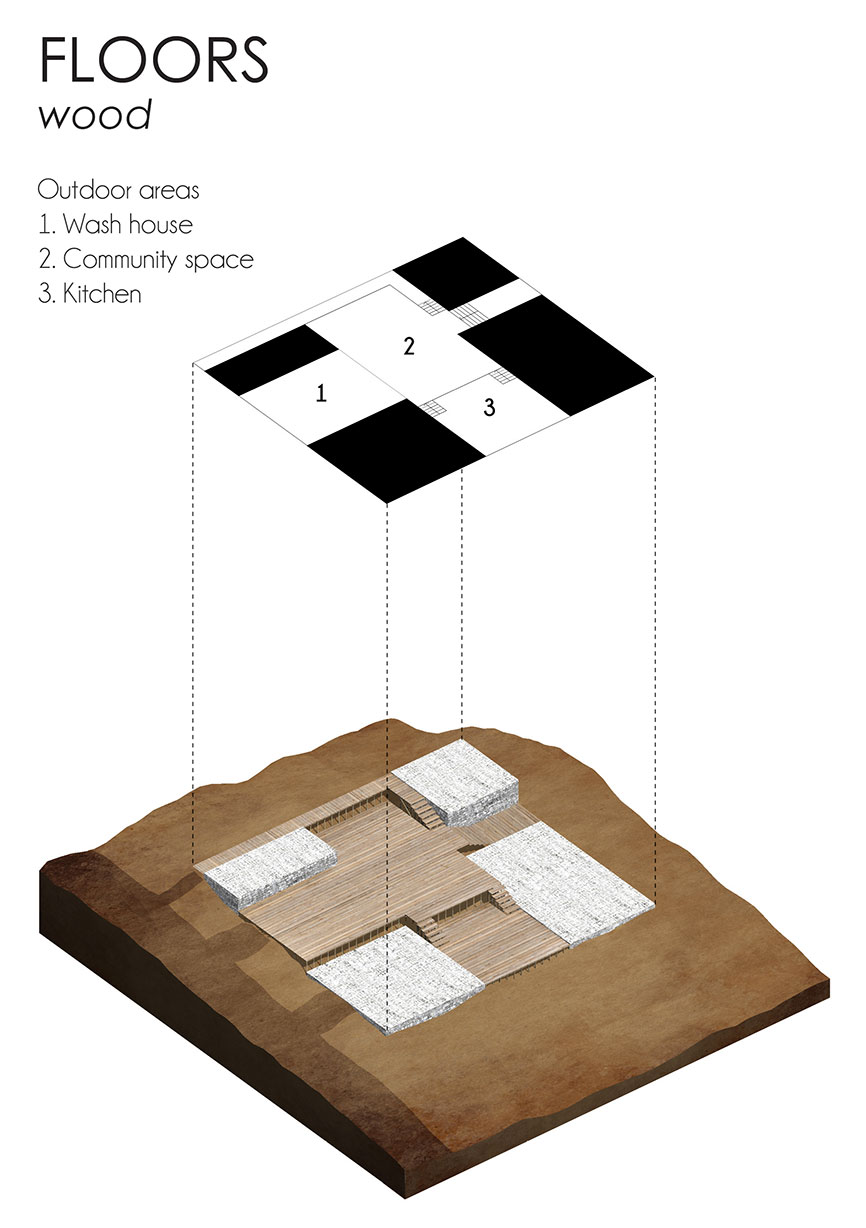 FLOORS
wood
Outdoor areas
1. Wash house
2. Community space
3. Kitchen
2
1
3